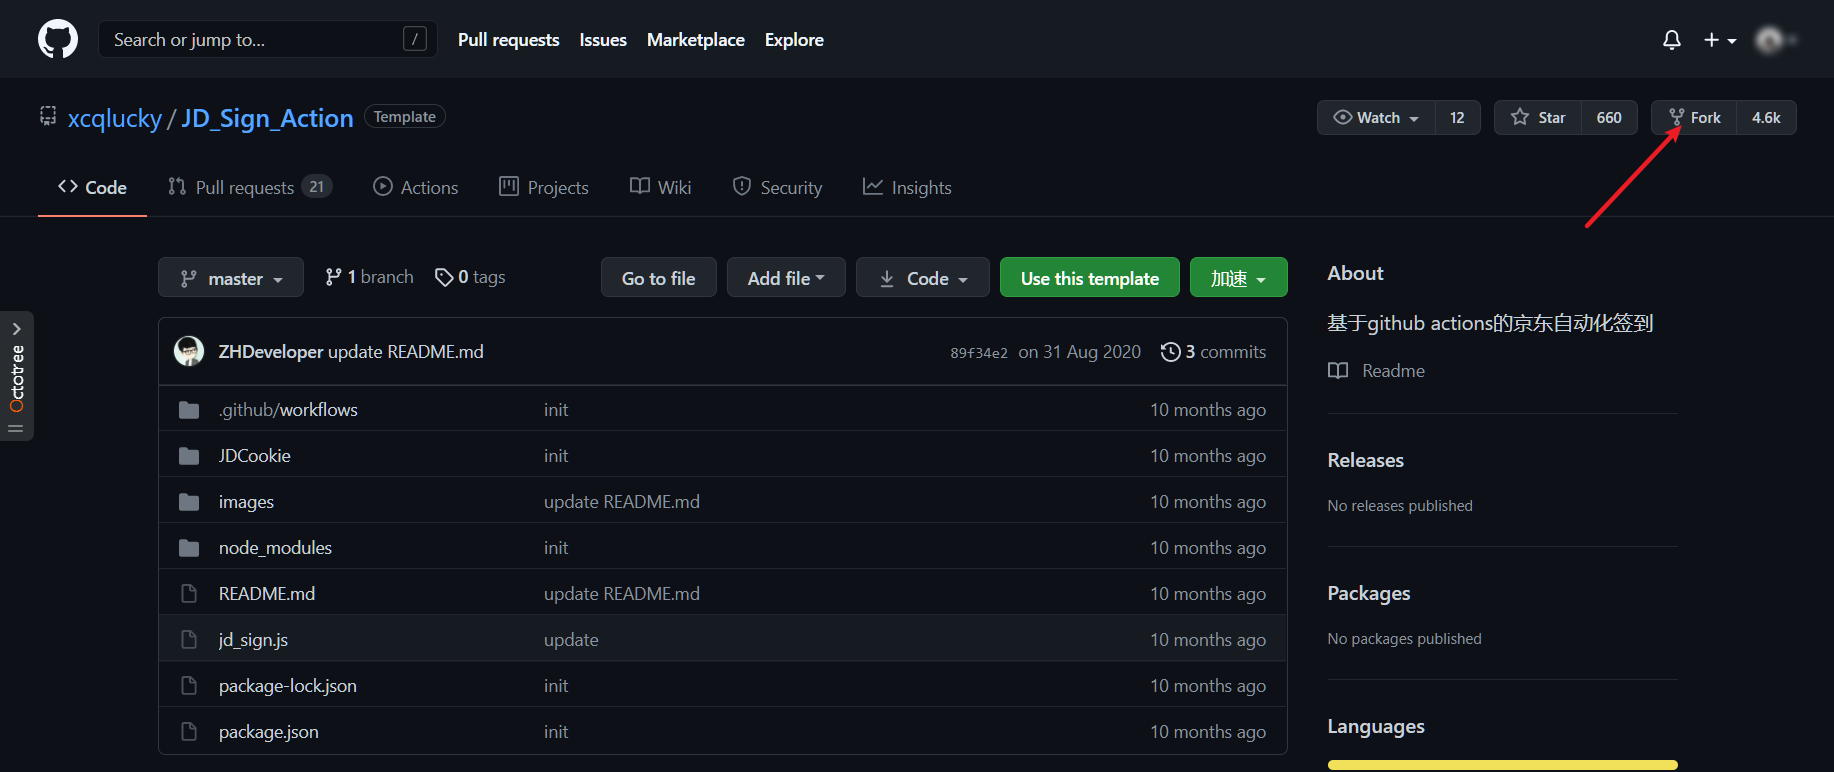 Search or jump to... / Pull requests Issues Marketplace Explore
xcqlucky / JD_Sign_Action Template Watch 12 Star 660 Fork 4.6k
Code Pull requests 21 Actions Projects Wiki Security Insights
master 1 branch 0 tags Go to file Add file Code Use this template 加速
ZHDeveloper update README.md 89f34e2 on 31 Aug 2020 3 commits
.github/workflows init 10 months ago
JDCookie init 10 months ago
images update README.md 10 months ago
node_modules init 10 months ago
README.md update README.md 10 months ago
jd_sign.js update 10 months ago
package-lock.json init 10 months ago
package.json init 10 months ago
About
基于github actions的京东自动化签到
Readme
Releases
No releases published
Packages
No packages published
Languages
Octotree